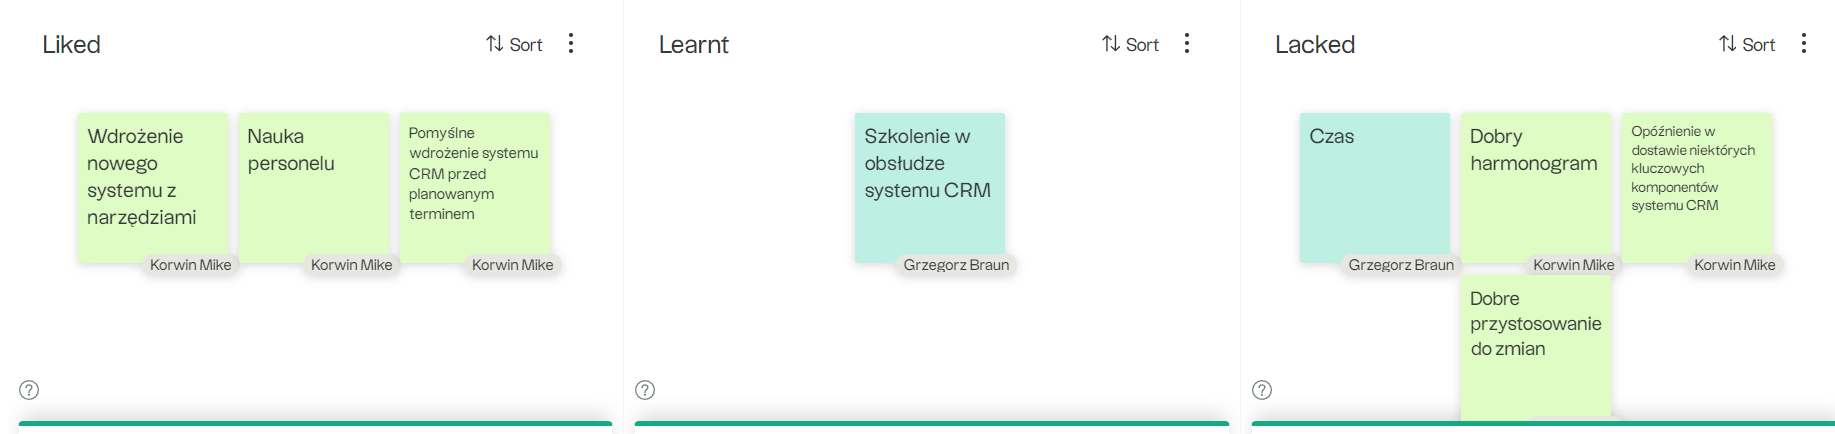 Liked
Sort
Wdrożenie
nowego
systemu z
narzędziami
Korwin Mike
Nauka
personelu
Korwin Mike
Pomyślne
wdrożenie systemu
CRM przed
planowanym
terminem
Korwin Mike
?
Learnt
Sort
Szkolenie w
obsłudze
systemu CRM
Grzegorz Braun
?
Lacked
Sort
Czas
Grzegorz Braun
Dobry
harmonogram
Korwin Mike
Opóźnienie w
dostawie niektórych
kluczowych
komponentów
systemu CRM
Korwin Mike
Dobre
przystosowanie
do zmian
?